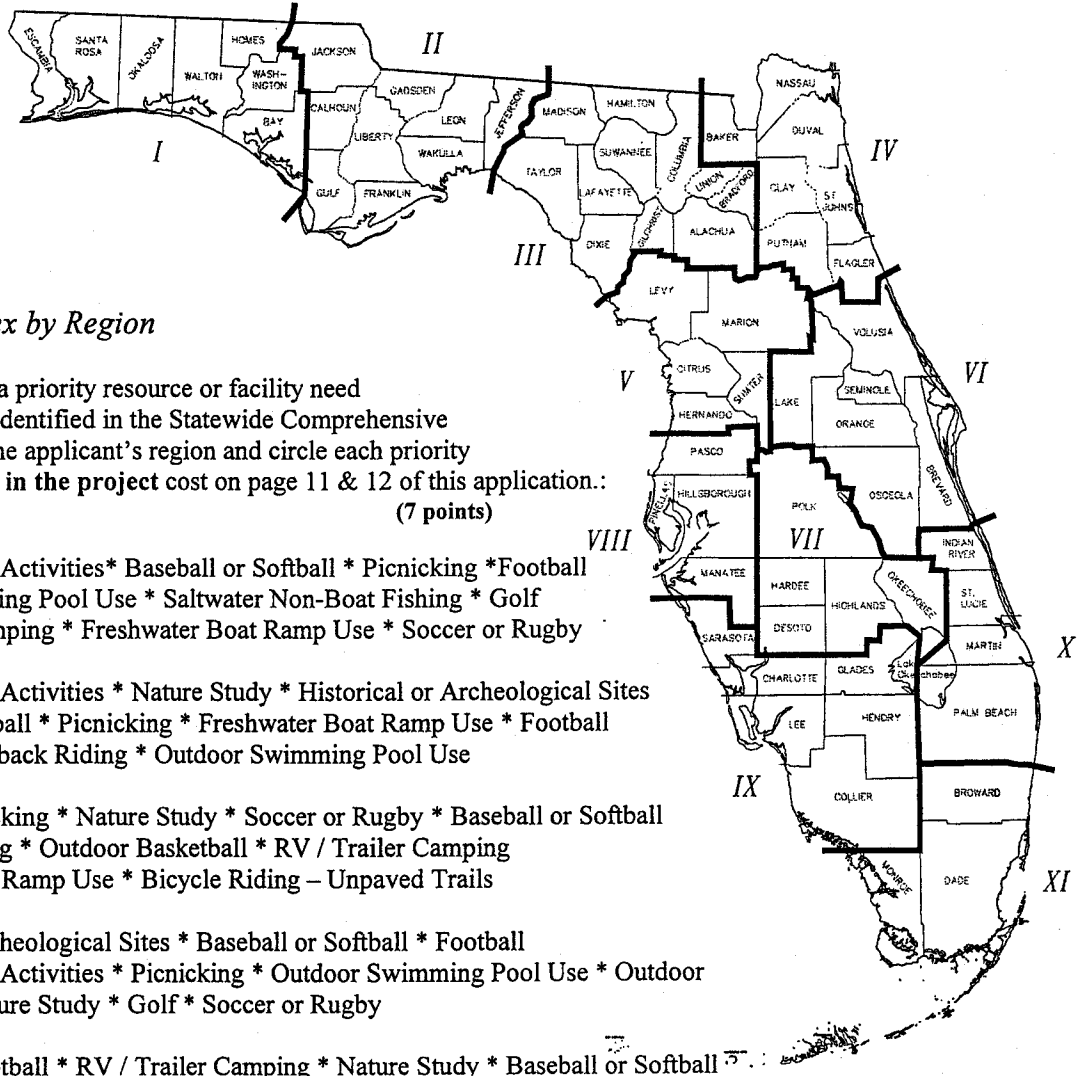 ESCAMBIA
SANTA
ROSA
OKALOOSA
WALTON
HOMES
WASH-
INGTON
BAY
I
JACKSON
II
CALHOUN
GADSDEN
LIBERTY
LEON
JEFFERSON
WAKULLA
GULF
FRANKLIN
MADISON
HAMILTON
TAYLOR
SUWANNEE
LAFAYETTE
COLUMBIA
BAKER
UNION
BRADFORD
GILCHRIST
ALACHUA
DIXIE
III
NASSAU
DUVAL
IV
CLAY
ST.
JOHNS
PUTNAM
FLAGLER
LEVY
MARION
VOLUSIA
CITRUS
V
SUMTER
LAKE
SEMINOLE
VI
HERNANDO
ORANGE
PASCO
OSCEOLA
BREVARD
PINELLAS
HILLSBOROUGH
POLK
VIII
VII
INDIAN
RIVER
MANATEE
HARDEE
OKEECHOBEE
ST.
LUCIE
HIGHLANDS
SARASOTA
DESOTO
MARTIN
X
CHARLOTTE
GLADES
Lake
Okeechobee
LEE
HENDRY
PALM BEACH
IX
COLLIER
BROWARD
MONROE
DADE
XI
ex by Region
a priority resource or facility need
dentified in the Statewide Comprehensive
ne applicant's region and circle each priority
in the project cost on page 11 & 12 of this application.:
(7 points)
Activities* Baseball or Softball * Picnicking *Football
ing Pool Use * Saltwater Non-Boat Fishing * Golf
nping * Freshwater Boat Ramp Use * Soccer or Rugby
Activities * Nature Study * Historical or Archeological Sites
ball * Picnicking * Freshwater Boat Ramp Use * Football
back Riding * Outdoor Swimming Pool Use
king * Nature Study * Soccer or Rugby * Baseball or Softball
g * Outdoor Basketball * RV / Trailer Camping
Ramp Use * Bicycle Riding – Unpaved Trails
cheological Sites * Baseball or Softball * Football
Activities * Picnicking * Outdoor Swimming Pool Use * Outdoor
ure Study * Golf * Soccer or Rugby
etball * RV / Trailer Camping * Nature Study * Baseball or Softball